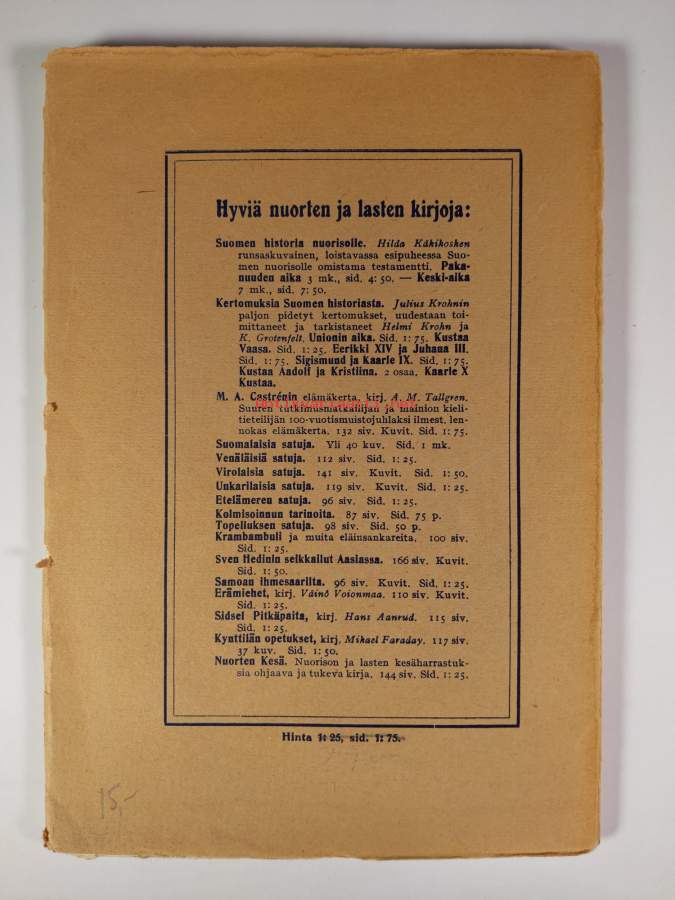 Hyviä nuorten ja lasten kirjoja:
Suomen historia nuorisolle. Hilda Käkikosken
runsaskuvainen, loistavassa esipuheessa Suo-
men nuorisolle omistama testamentti. Paka-
nuuden aika 3 mk., sid. 4: 50. — Keski-aika
7 mk., sid. 7: 50.
Kertomuksia Suomen historiasta. Julius Krohnin
paljon pidetyt kertomukset, uudestaan toi-
mittaneet ja tarkistaneet Helmi Krohn ja
K. Grotenfelt. Unionin aika. Sid. 1: 75. Kustaa
Vaasa. Sid. 1: 25. Eerikki XIV ja Juhana III.
Sid. 1: 75. Sigismund ja Kaarle IX. Sid. 1: 75.
Kustaa Aadolf ja Kristiina. 2 osaa. Kaarle X
Kustaa.
M. A. Castrénin elämäkerta, kirj. A. M. Tallgren.
Suuren tutkimusmatkailijan ja mainion kieli-
tieteilijän 100-vuotismuistojuhlaksi ilmest. len-
nokas elämäkerta. 132 siv. Kuvit. Sid. 1: 75.
Suomalaisia satuja. Yli 40 kuv. Sid. 1 mk.
Venäläisiä satuja. 112 siv. Sid. 1: 25.
Virolaisia satuja. 141 siv. Kuvit. Sid. 1: 50.
Unkarilaisia satuja. 119 siv. Kuvit. Sid. 1: 25.
Etelämeren satuja. 96 siv. Sid. 1: 25.
Kolmisoinnun tarinoita. 87 siv. Sid. 75 p.
Topeliuksen satuja. 98 siv. Sid. 50 p.
Krambambuli ja muita eläinsankareita. 100 siv.
Sid. 1: 25.
Sven Hedinin seikkailut Aasiassa. 166 siv. Kuvit.
Sid. 1: 50.
Samoan ihmesaarilta. 96 siv. Kuvit. Sid. 1: 25.
Erämiehet, kirj. Väinö Voionmaa. 110 siv. Kuvit.
Sid. 1: 25.
Sidsel Pitkäpaita, kirj. Hans Aanrud. 115 siv.
Sid. 1: 25.
Kynttilän opetukset, kirj. Mikael Faraday. 117 siv.
37 kuv. Sid. 1: 50.
Nuorten Kesä. Nuorison ja lasten kesäharrastuk-
sia ohjaava ja tukeva kirja. 144 siv. Sid. 1: 25.
Hinta 1: 25, sid. 1: 75.
15,-